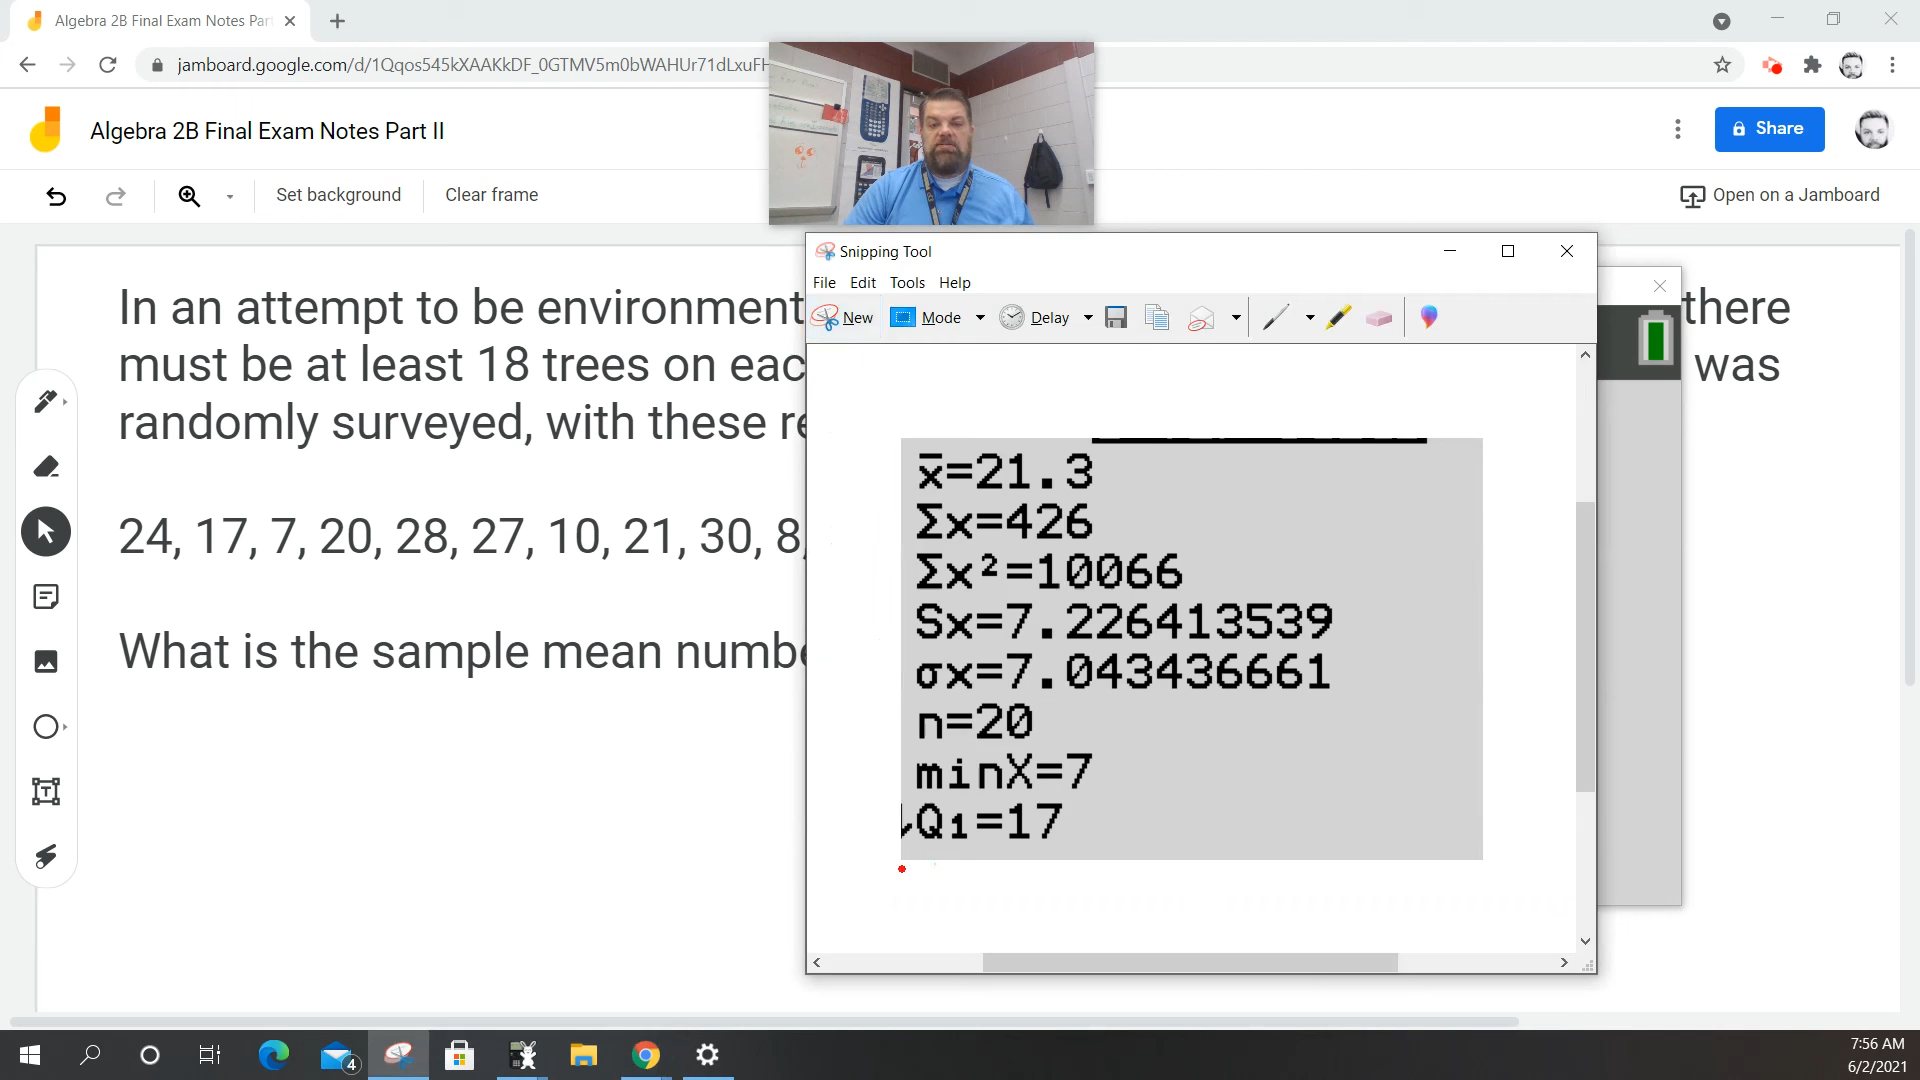 Algebra 2B Final Exam Notes Par
jamboard.google.com/d/1Qqos545kXAAKkDF_0GTMV5m0bWAHUr71dLxuFH
Algebra 2B Final Exam Notes Part II
Share
Set background
Clear frame
Open on a Jamboard
Snipping Tool
File Edit Tools Help
New Mode Delay
In an attempt to be environment there
must be at least 18 trees on eac was
randomly surveyed, with these re
24, 17, 7, 20, 28, 27, 10, 21, 30, 8,
What is the sample mean numbe
x̄=21.3
Σx=426
Σx²=10066
Sx=7.226413539
σx=7.043436661
n=20
minX=7
↓Q₁=17
4
7:56 AM
6/2/2021